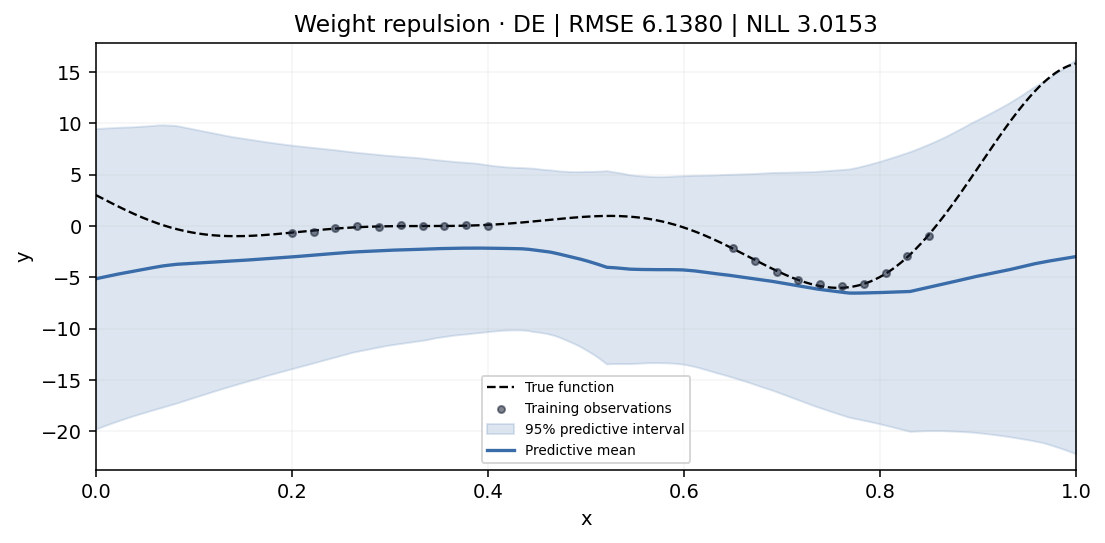 Weight repulsion · DE | RMSE 6.1380 | NLL 3.0153
y
15
10
5
0
−5
−10
−15
−20
True function
Training observations
95% predictive interval
Predictive mean
0.0 0.2 0.4 0.6 0.8 1.0
x